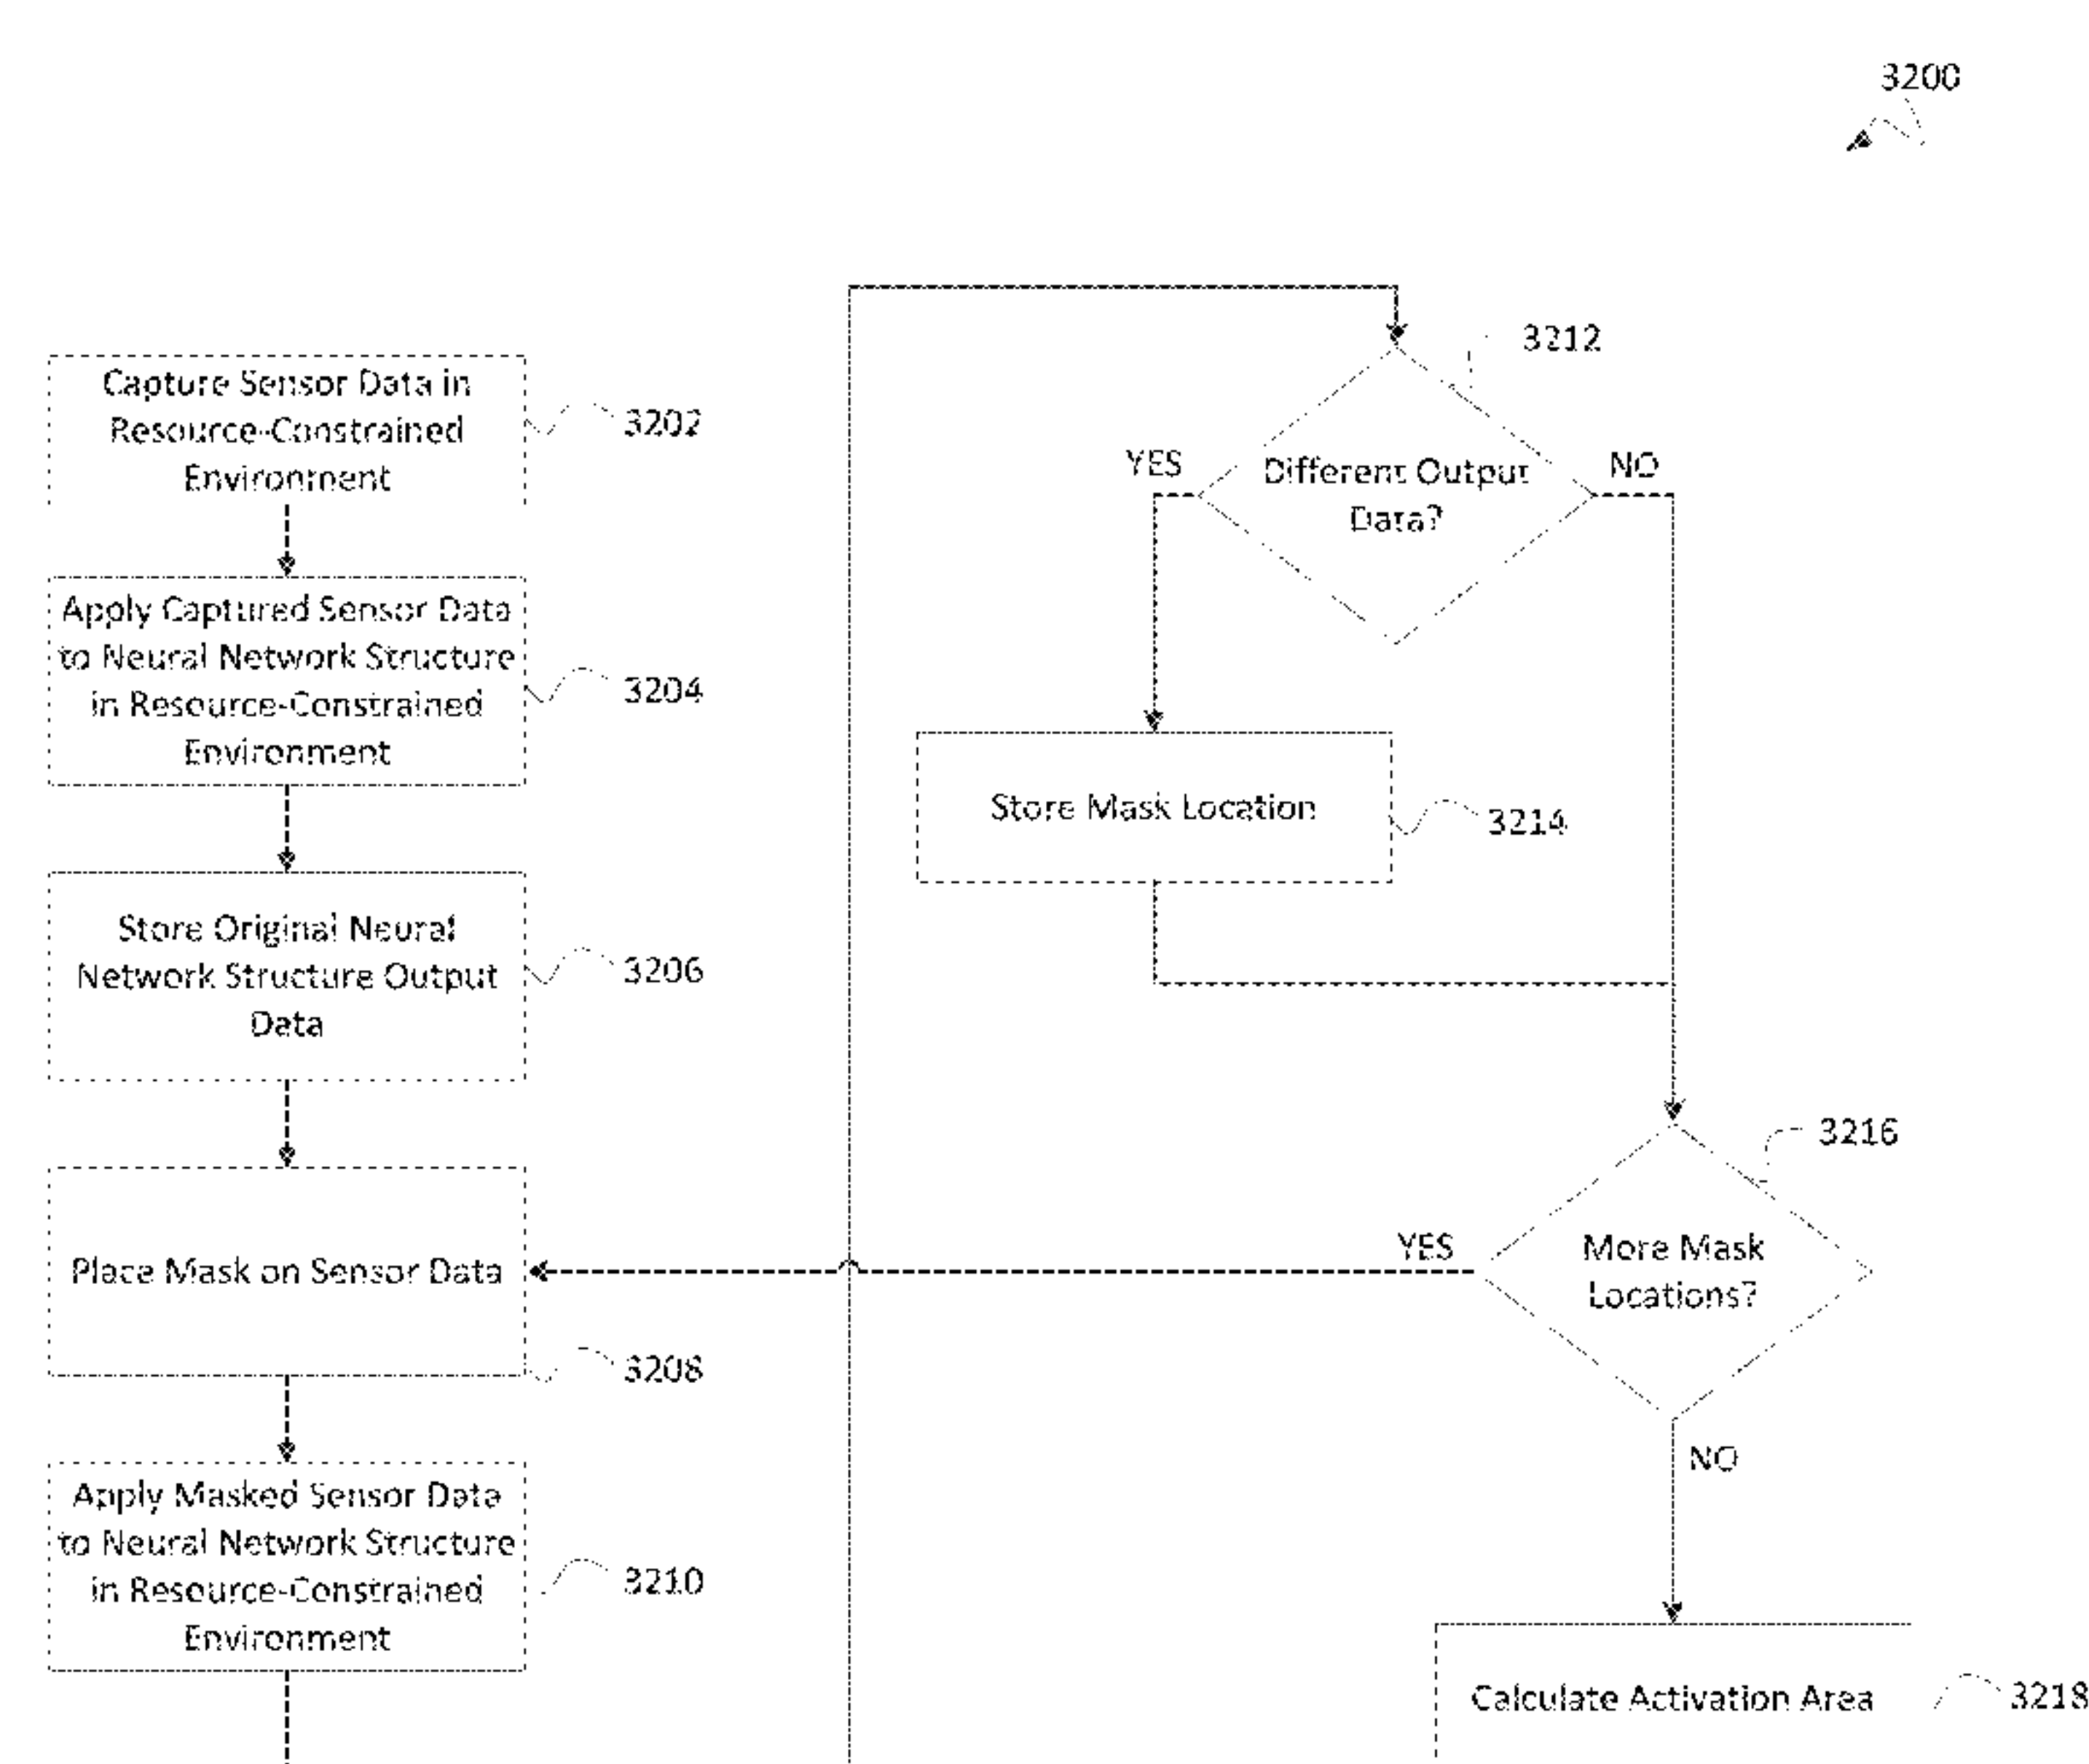 3200
Capture Sensor Data in
Resource-Constrained
Environment
3202
Apply Captured Sensor Data
to Neural Network Structure
in Resource-Constrained
Environment
3204
Store Original Neural
Network Structure Output
Data
3206
Place Mask on Sensor Data
3208
Apply Masked Sensor Data
to Neural Network Structure
in Resource-Constrained
Environment
3210
3212
YES
Different Output
Data?
NO
Store Mask Location
3214
3216
YES
More Mask
Locations?
NO
Calculate Activation Area
3218